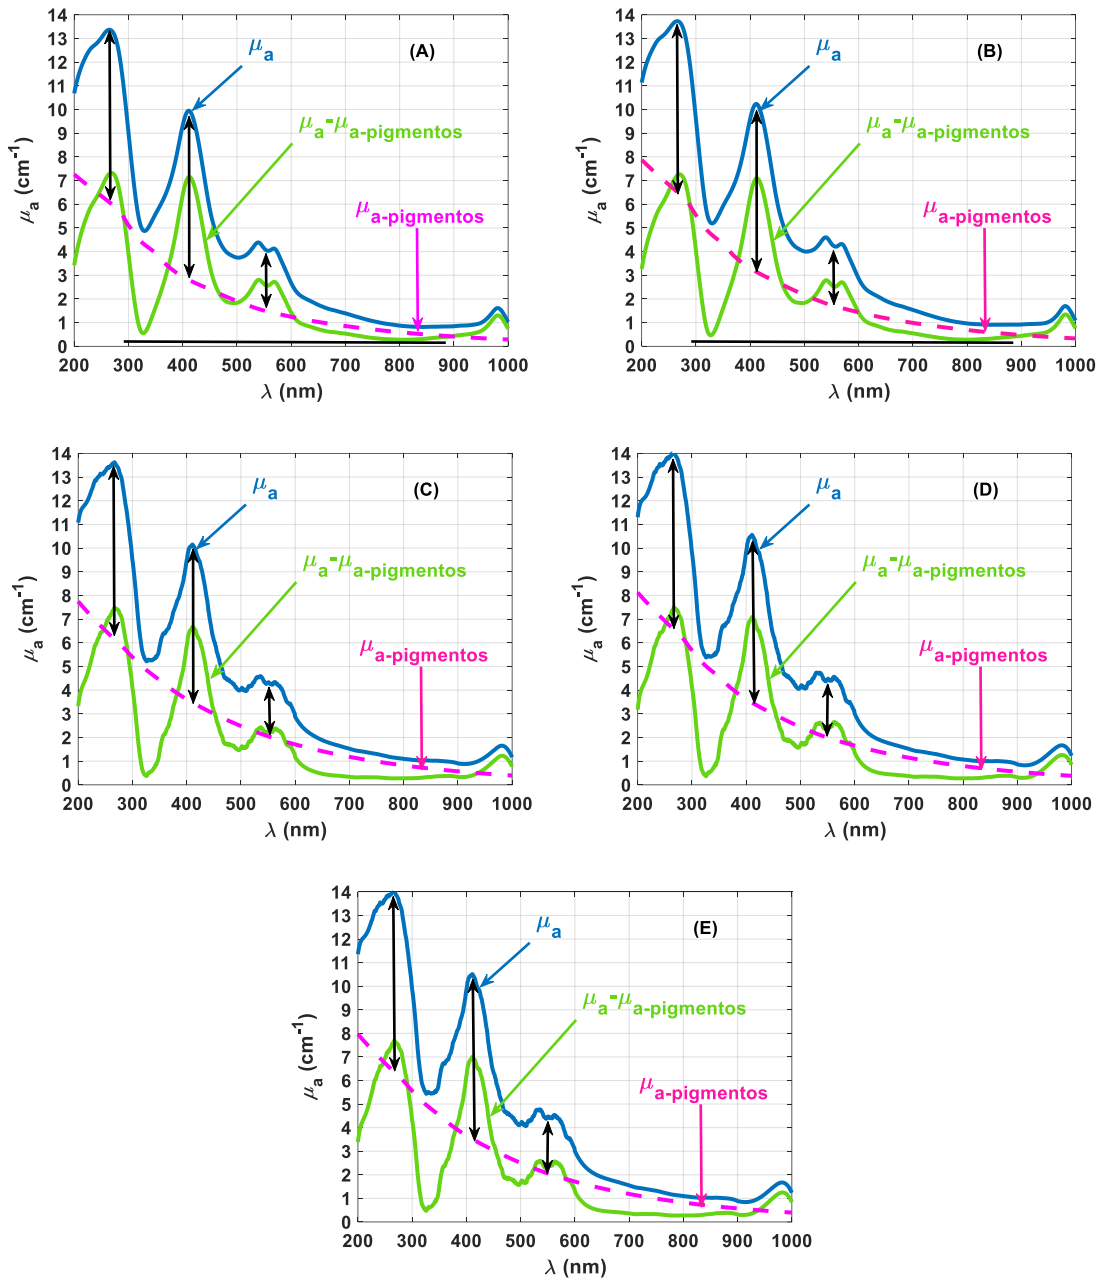 14
13
12
11
10
9
8
7
6
5
4
3
2
1
0
μa (cm-1)
(A)
μa
μa-μa-pigmentos
μa-pigmentos
200 300 400 500 600 700 800 900 1000
λ (nm)
14
13
12
11
10
9
8
7
6
5
4
3
2
1
0
μa (cm-1)
(B)
μa
μa-μa-pigmentos
μa-pigmentos
200 300 400 500 600 700 800 900 1000
λ (nm)
14
13
12
11
10
9
8
7
6
5
4
3
2
1
0
μa (cm-1)
(C)
μa
μa-μa-pigmentos
μa-pigmentos
200 300 400 500 600 700 800 900 1000
λ (nm)
14
13
12
11
10
9
8
7
6
5
4
3
2
1
0
μa (cm-1)
(D)
μa
μa-μa-pigmentos
μa-pigmentos
200 300 400 500 600 700 800 900 1000
λ (nm)
14
13
12
11
10
9
8
7
6
5
4
3
2
1
0
μa (cm-1)
(E)
μa
μa-μa-pigmentos
μa-pigmentos
200 300 400 500 600 700 800 900 1000
λ (nm)